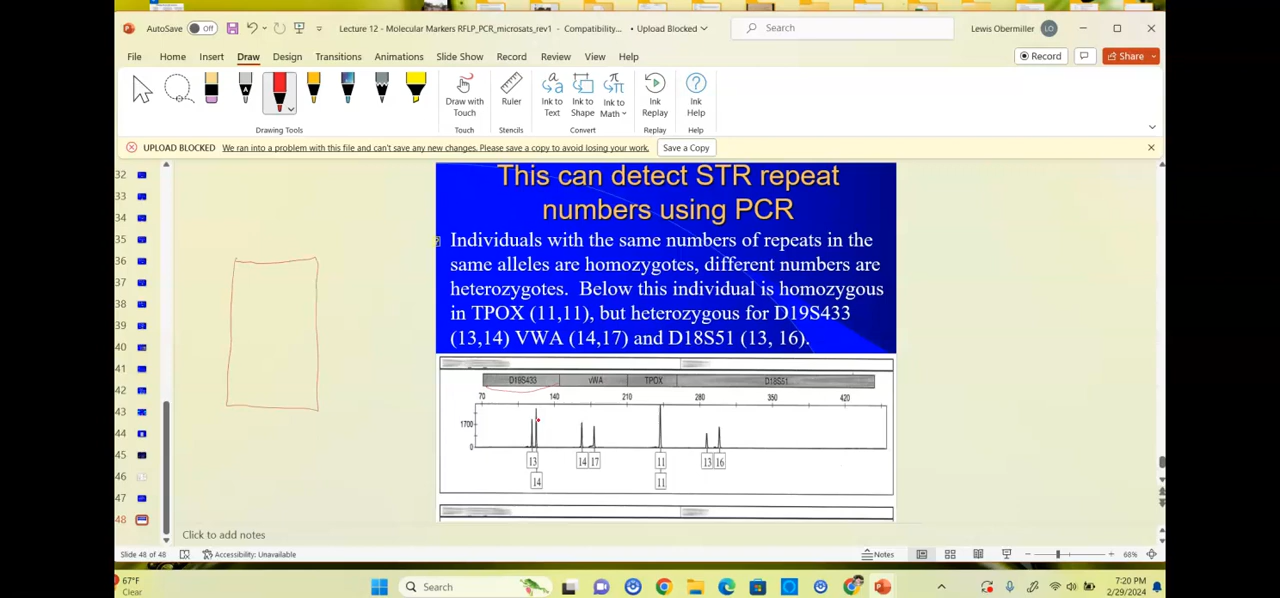 AutoSave Off Lecture 12 - Molecular Markers RFLP_PCR_microsats_rev1 - Compatibility... • Upload Blocked Search Lewis Obermiller LO
File Home Insert Draw Design Transitions Animations Slide Show Record Review View Help Record Share
Draw with Touch
Ruler
Ink to Text
Ink to Shape
Ink to Math
Ink Replay
Ink Help
Drawing Tools Touch Stencils Convert Replay Help
UPLOAD BLOCKED We ran into a problem with this file and can't save any new changes. Please save a copy to avoid losing your work. Save a Copy
32
33
34
35
36
37
38
39
40
41
42
43
44
45
46
47
48
This can detect STR repeat
numbers using PCR
Individuals with the same numbers of repeats in the
same alleles are homozygotes, different numbers are
heterozygotes. Below this individual is homozygous
in TPOX (11,11), but heterozygous for D19S433
(13,14) VWA (14,17) and D18S51 (13, 16).
D19S433 vWA TPOX D18S51
70 140 210 280 350 420
1700
0
13 14 17 11 13 16
14 11
Click to add notes
Slide 48 of 48 Accessibility: Unavailable Notes 68%
67°F
Clear
Search
7:20 PM
2/29/2024